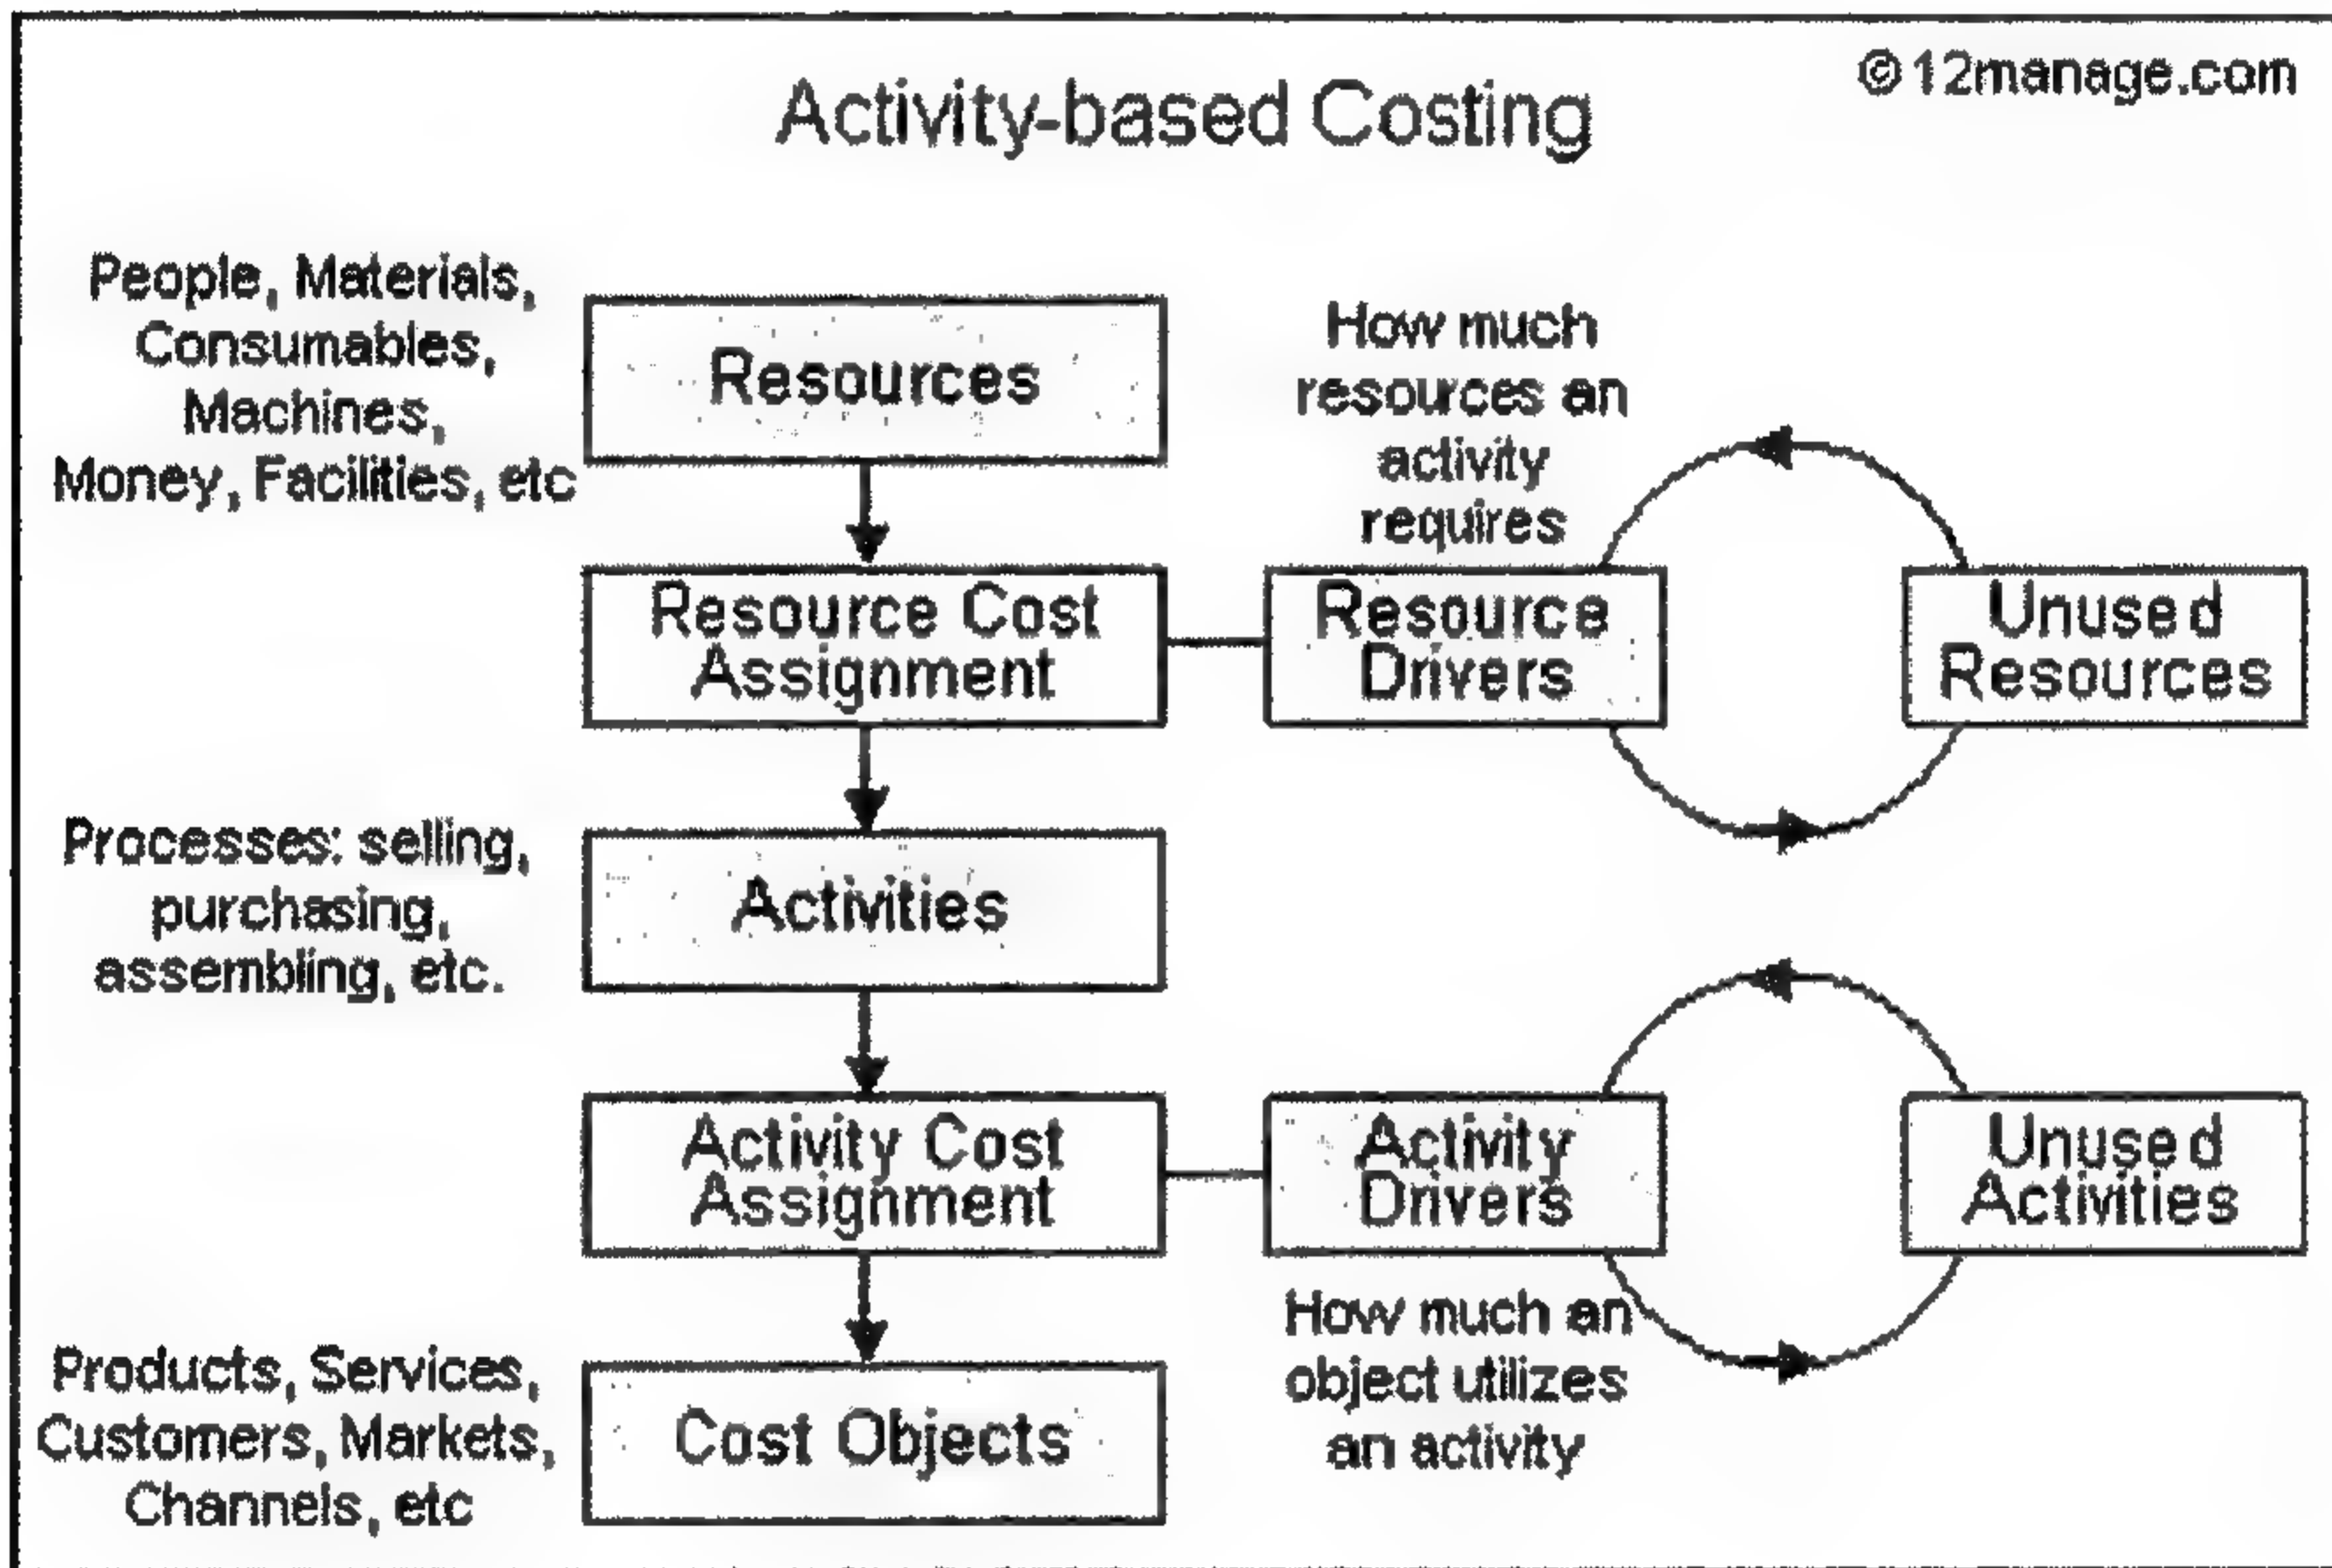 ©12manage.com
Activity-based Costing
People, Materials,
Consumables,
Machines,
Money, Facilities, etc
Resources
How much
resources an
activity
requires
Resource Cost
Assignment
Resource
Drivers
Unused
Resources
Processes: selling,
purchasing,
assembling, etc.
Activities
Activity Cost
Assignment
Activity
Drivers
Unused
Activities
How much an
object utilizes
an activity
Products, Services,
Customers, Markets,
Channels, etc
Cost Objects